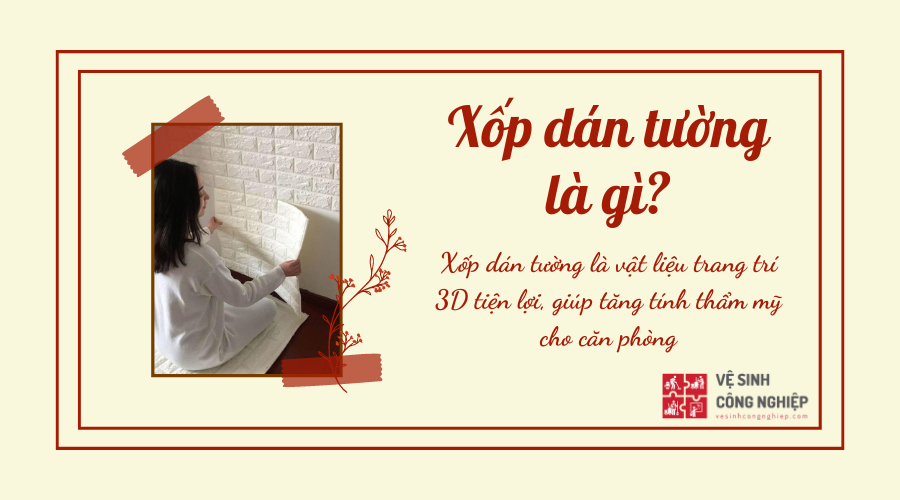 Xốp dán tường
là gì?
Xốp dán tường là vật liệu trang trí
3D tiện lợi, giúp tăng tính thẩm mỹ
cho căn phòng
VỆ SINH
CÔNG NGHIỆP
vesinhcongnghiep.com